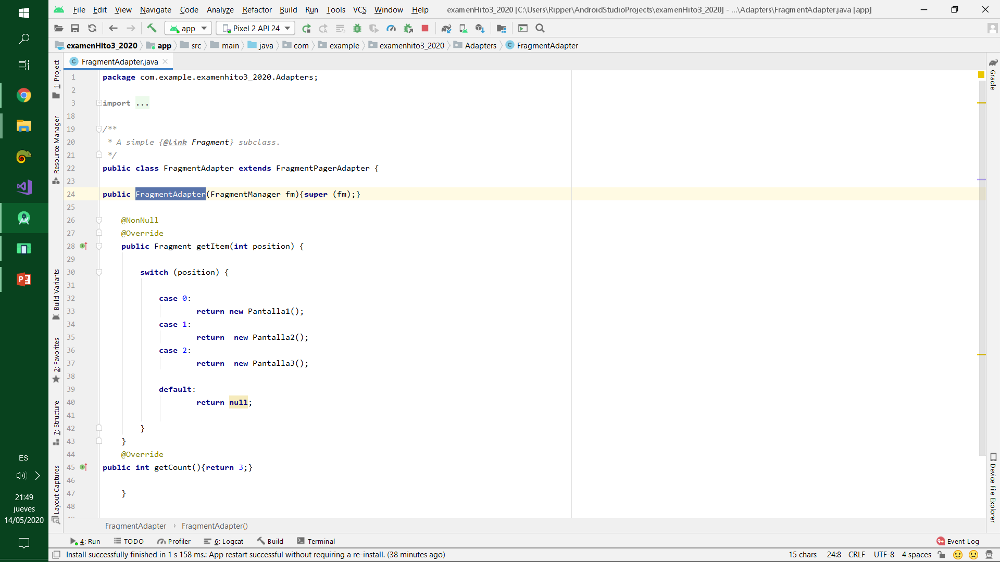 File Edit View Navigate Code Analyze Refactor Build Run Tools VCS Window Help examenHito3_2020 [C:\Users\Ripper\AndroidStudioProjects\examenHito3_2020] - ...\Adapters\FragmentAdapter.java [app]
app Pixel 2 API 24
examenHito3_2020 app src main java com example examenhito3_2020 Adapters FragmentAdapter
FragmentAdapter.java
1 package com.example.examenhito3_2020.Adapters;
2
3 import ...
18
19 /**
20 * A simple {@link Fragment} subclass.
21 */
22 public class FragmentAdapter extends FragmentPagerAdapter {
23
24 public FragmentAdapter(FragmentManager fm){super (fm);}
25
26 @NonNull
27 @Override
28 public Fragment getItem(int position) {
29
30 switch (position) {
31
32 case 0:
33 return new Pantalla1();
34 case 1:
35 return  new Pantalla2();
36 case 2:
37 return  new Pantalla3();
38
39 default:
40 return null;
41
42 }
43 }
44 @Override
45 public int getCount(){return 3;}
46
47 }
48
1: Project
Resource Manager
Build Variants
2: Favorites
7: Structure
Layout Captures
Gradle
Device File Explorer
FragmentAdapter › FragmentAdapter()
4: Run TODO Profiler 6: Logcat Build Terminal 9+ Event Log
Install successfully finished in 1 s 158 ms.: App restart successful without requiring a re-install. (38 minutes ago) 15 chars 24:8 CRLF UTF-8 4 spaces
ES
21:49
jueves
14/05/2020